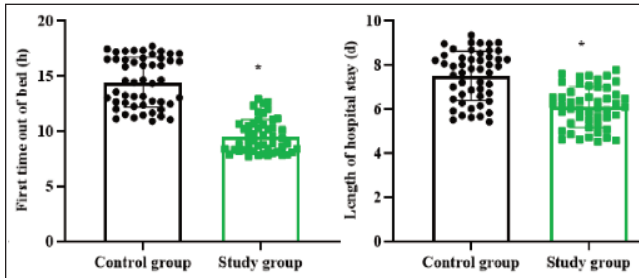 First time out of bed (h)
20
15
10
5
0
*
Control group
Study group
Length of hospital stay (d)
10
8
6
4
2
0
*
Control group
Study group